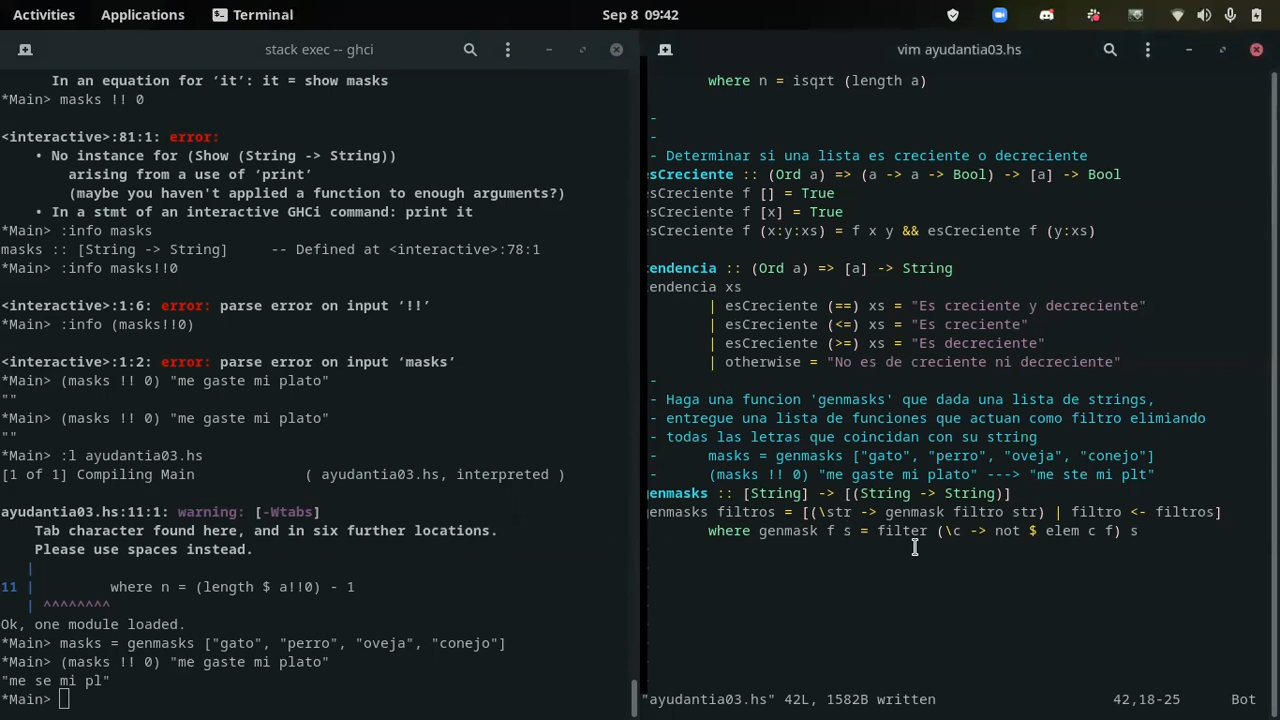 Activities Applications Terminal Sep 8 09:42
stack exec -- ghci
In an equation for ‘it’: it = show masks
*Main> masks !! 0
<interactive>:81:1: error:
• No instance for (Show (String -> String))
arising from a use of ‘print’
(maybe you haven't applied a function to enough arguments?)
• In a stmt of an interactive GHCi command: print it
*Main> :info masks
masks :: [String -> String] -- Defined at <interactive>:78:1
*Main> :info masks!!0
<interactive>:1:6: error: parse error on input ‘!!’
*Main> :info (masks!!0)
<interactive>:1:2: error: parse error on input ‘masks’
*Main> (masks !! 0) "me gaste mi plato"
""
*Main> (masks !! 0) "me gaste mi plato"
""
*Main> :l ayudantia03.hs
[1 of 1] Compiling Main ( ayudantia03.hs, interpreted )
ayudantia03.hs:11:1: warning: [-Wtabs]
Tab character found here, and in six further locations.
Please use spaces instead.
|
11 | where n = (length $ a!!0) - 1
| ^^^^^^^^
Ok, one module loaded.
*Main> masks = genmasks ["gato", "perro", "oveja", "conejo"]
*Main> (masks !! 0) "me gaste mi plato"
"me se mi pl"
*Main>
vim ayudantia03.hs
where n = isqrt (length a)
-
-
- Determinar si una lista es creciente o decreciente
esCreciente :: (Ord a) => (a -> a -> Bool) -> [a] -> Bool
esCreciente f [] = True
esCreciente f [x] = True
esCreciente f (x:y:xs) = f x y && esCreciente f (y:xs)
tendencia :: (Ord a) => [a] -> String
tendencia xs
| esCreciente (==) xs = "Es creciente y decreciente"
| esCreciente (<=) xs = "Es creciente"
| esCreciente (>=) xs = "Es decreciente"
| otherwise = "No es de creciente ni decreciente"
-
- Haga una funcion 'genmasks' que dada una lista de strings,
- entregue una lista de funciones que actuan como filtro elimiando
- todas las letras que coincidan con su string
- masks = genmasks ["gato", "perro", "oveja", "conejo"]
- (masks !! 0) "me gaste mi plato" ---> "me ste mi plt"
genmasks :: [String] -> [(String -> String)]
genmasks filtros = [(\str -> genmask filtro str) | filtro <- filtros]
where genmask f s = filter (\c -> not $ elem c f) s
"ayudantia03.hs" 42L, 1582B written 42,18-25 Bot